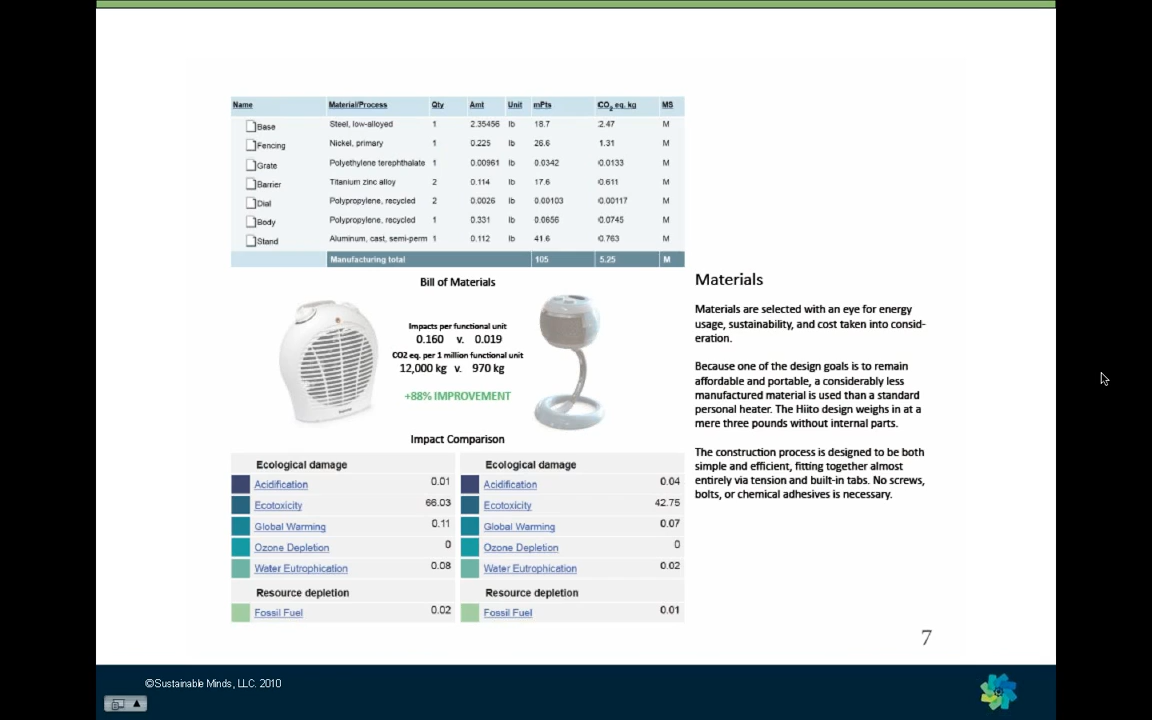 Name Material/Process Qty Amt Unit mPts CO2 eq. kg MS
Base Steel, low-alloyed 1 2.35456 lb 18.7 2.47 M
Fencing Nickel, primary 1 0.225 lb 26.6 1.31 M
Grate Polyethylene terephthalate 1 0.00961 lb 0.0342 0.0133 M
Barrier Titanium zinc alloy 2 0.114 lb 17.6 0.611 M
Dial Polypropylene, recycled 2 0.0026 lb 0.00103 0.00117 M
Body Polypropylene, recycled 1 0.331 lb 0.0656 0.0745 M
Stand Aluminum, cast, semi-perm 1 0.112 lb 41.6 0.763 M
Manufacturing total 105 5.25 M
Bill of Materials
Impacts per functional unit
0.160 v. 0.019
CO2 eq. per 1 million functional unit
12,000 kg v. 970 kg
+88% IMPROVEMENT
Impact Comparison
Ecological damage
Acidification 0.01
Ecotoxicity 66.03
Global Warming 0.11
Ozone Depletion 0
Water Eutrophication 0.08
Resource depletion
Fossil Fuel 0.02
Ecological damage
Acidification 0.04
Ecotoxicity 42.75
Global Warming 0.07
Ozone Depletion 0
Water Eutrophication 0.02
Resource depletion
Fossil Fuel 0.01
Materials
Materials are selected with an eye for energy
usage, sustainability, and cost taken into consid-
eration.
Because one of the design goals is to remain
affordable and portable, a considerably less
manufactured material is used than a standard
personal heater. The Hiito design weighs in at a
mere three pounds without internal parts.
The construction process is designed to be both
simple and efficient, fitting together almost
entirely via tension and built-in tabs. No screws,
bolts, or chemical adhesives is necessary.
7
©Sustainable Minds, LLC. 2010